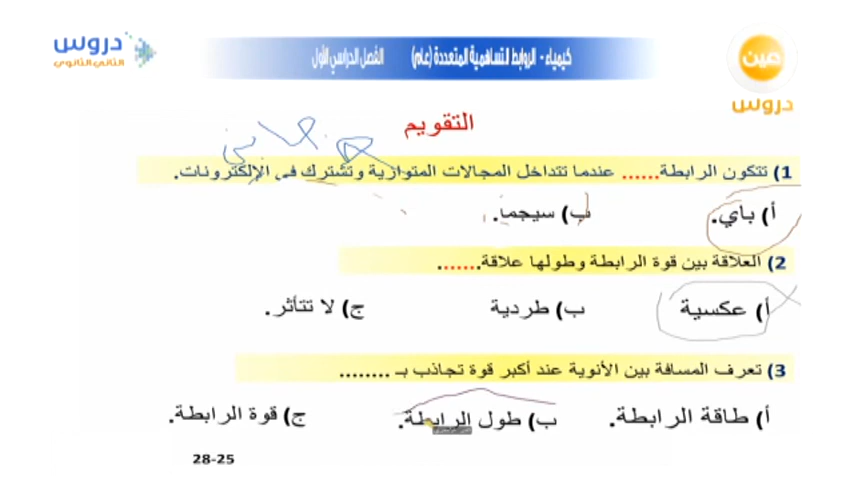 دروس
الثاني الثانوي
كيمياء - الروابط التساهمية المتعددة (عام) الفصل الدراسي الأول
عين
دروس
التقويم
1) تتكون الرابطة...... عندما تتداخل المجالات المتوازية وتشترك في الإلكترونات.
أ) باي. ب) سيجما.
2) العلاقة بين قوة الرابطة وطولها علاقة.......
أ) عكسية ب) طردية ج) لا تتأثر.
3) تعرف المسافة بين الأنوية عند أكبر قوة تجاذب بـ ........
أ) طاقة الرابطة. ب) طول الرابطة. ج) قوة الرابطة.
28-25